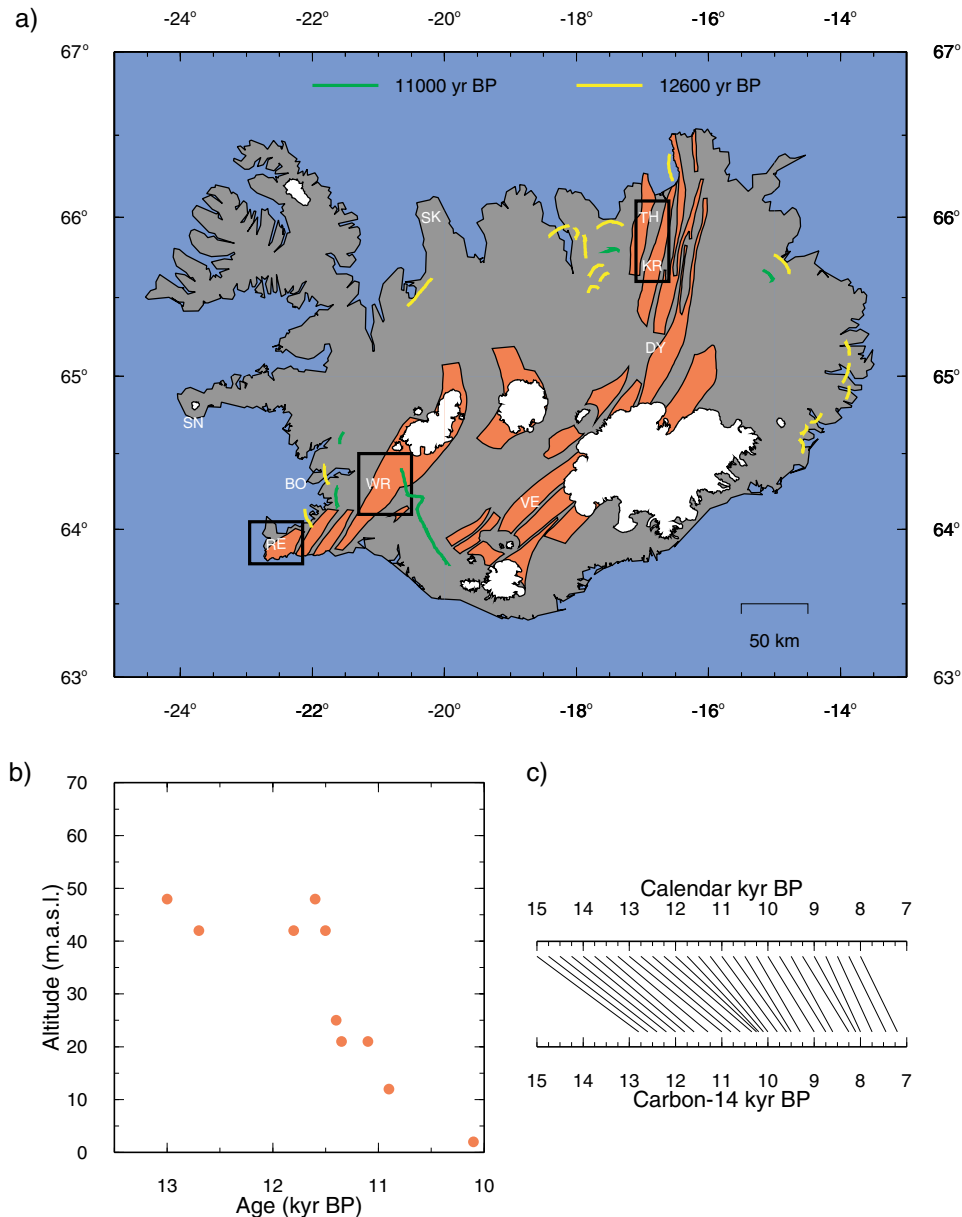 a)
-24° -22° -20° -18° -16° -14°
67° 67°
11000 yr BP 12600 yr BP
66° 66°
SK TH
KR
DY
65° 65°
SN
BO WR VE
64° 64°
RE
50 km
63° 63°
-24° -22° -20° -18° -16° -14°
b)
70
60
50
40
30
20
10
0
Altitude (m.a.s.l.)
13 12 11 10
Age (kyr BP)
c)
Calendar kyr BP
15 14 13 12 11 10 9 8 7
15 14 13 12 11 10 9 8 7
Carbon-14 kyr BP